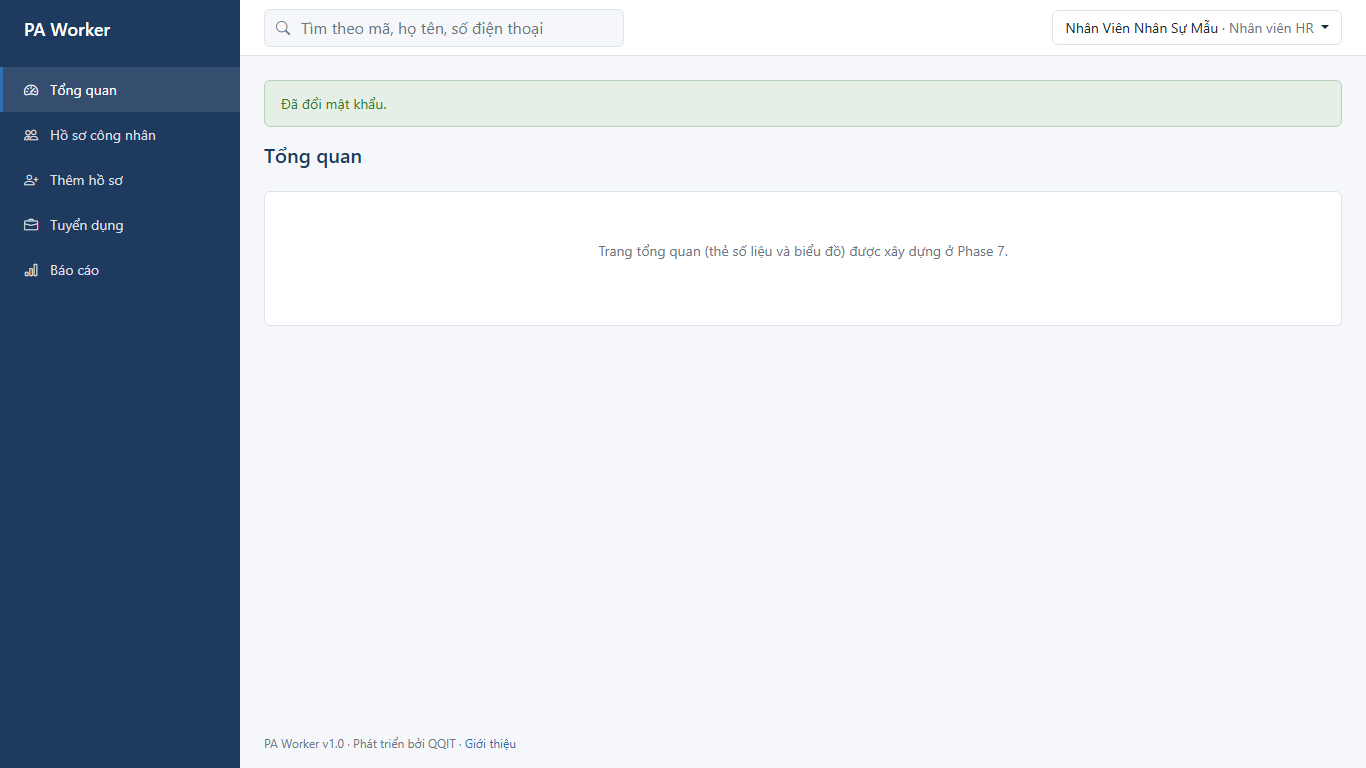 PA Worker
Tìm theo mã, họ tên, số điện thoại
Nhân Viên Nhân Sự Mẫu · Nhân viên HR
Tổng quan
Hồ sơ công nhân
Thêm hồ sơ
Tuyển dụng
Báo cáo
Đã đổi mật khẩu.
Tổng quan
Trang tổng quan (thẻ số liệu và biểu đồ) được xây dựng ở Phase 7.
PA Worker v1.0 · Phát triển bởi QQIT · Giới thiệu